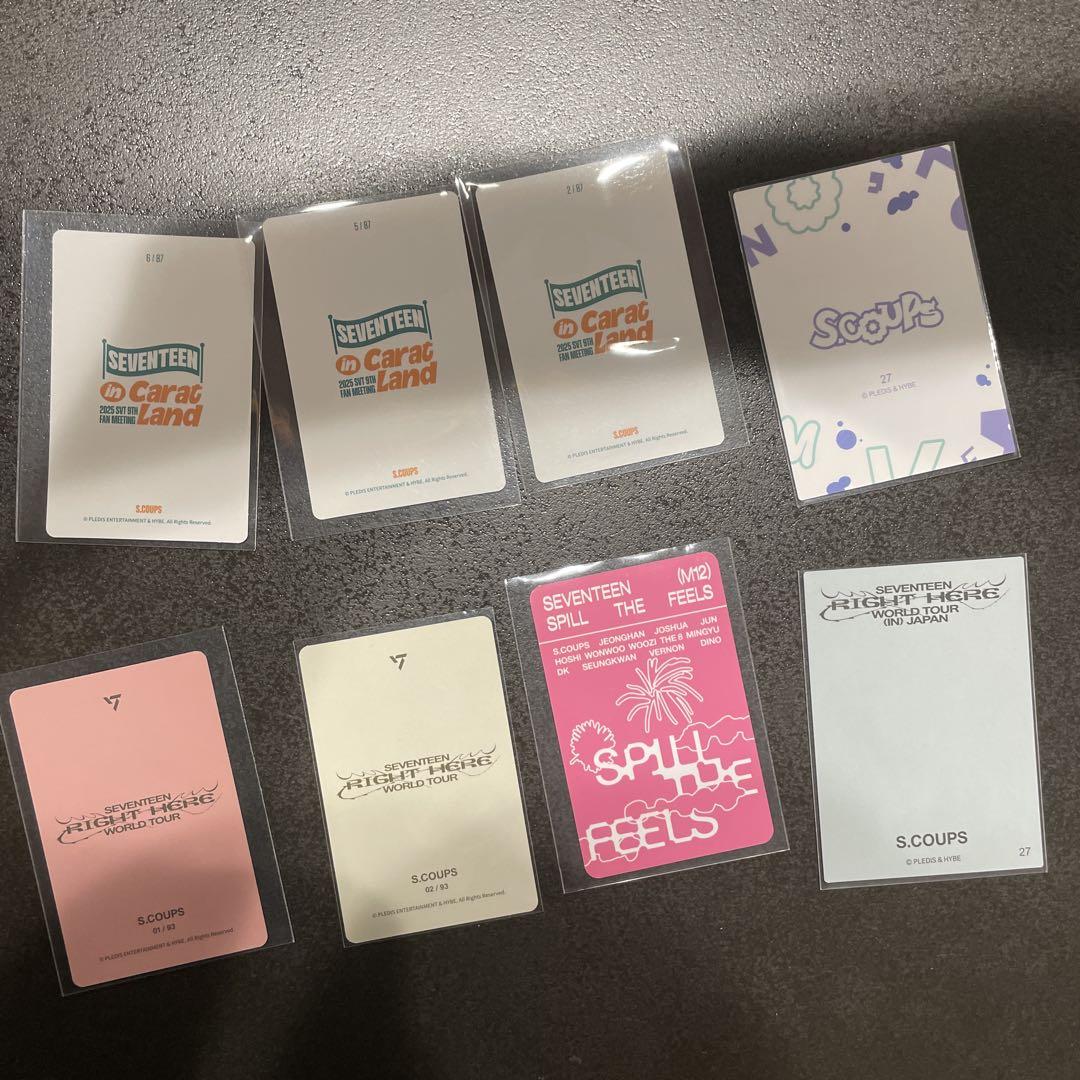 6 / 87
SEVENTEEN
in Carat
2025 SVT 9TH
FAN MEETING
Land
S.COUPS
© PLEDIS ENTERTAINMENT & HYBE. All Rights Reserved.
5 / 87
SEVENTEEN
in Carat
2025 SVT 9TH
FAN MEETING
Land
S.COUPS
© PLEDIS ENTERTAINMENT & HYBE. All Rights Reserved.
2 / 87
SEVENTEEN
in Carat
2025 SVT 9TH
FAN MEETING
Land
S.COUPS
© PLEDIS ENTERTAINMENT & HYBE. All Rights Reserved.
S.COUPS
27
© PLEDIS & HYBE
SEVENTEEN
RIGHT HERE
WORLD TOUR
S.COUPS
01 / 93
© PLEDIS ENTERTAINMENT & HYBE. All Rights Reserved.
SEVENTEEN
RIGHT HERE
WORLD TOUR
S.COUPS
02 / 93
© PLEDIS ENTERTAINMENT & HYBE. All Rights Reserved.
SEVENTEEN (M12)
SPILL THE FEELS
S.COUPS JEONGHAN JOSHUA JUN
HOSHI WONWOO WOOZI THE 8 MINGYU
DK SEUNGKWAN VERNON DINO
SPILL
THE
FEELS
SEVENTEEN
RIGHT HERE
WORLD TOUR
(IN) JAPAN
S.COUPS
© PLEDIS & HYBE
27